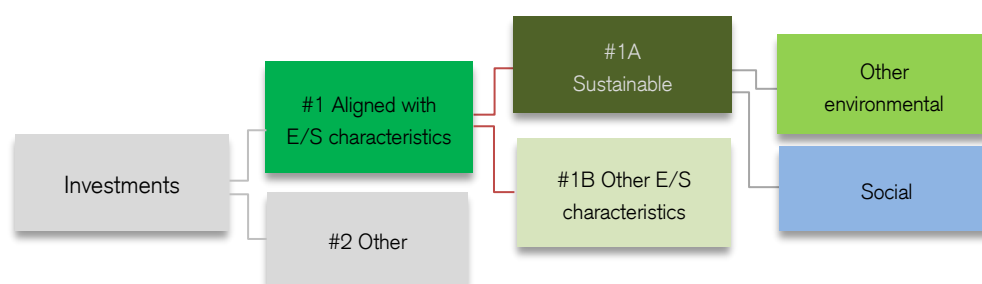 Investments
#1 Aligned with
E/S characteristics
#2 Other
#1A
Sustainable
#1B Other E/S
characteristics
Other
environmental
Social